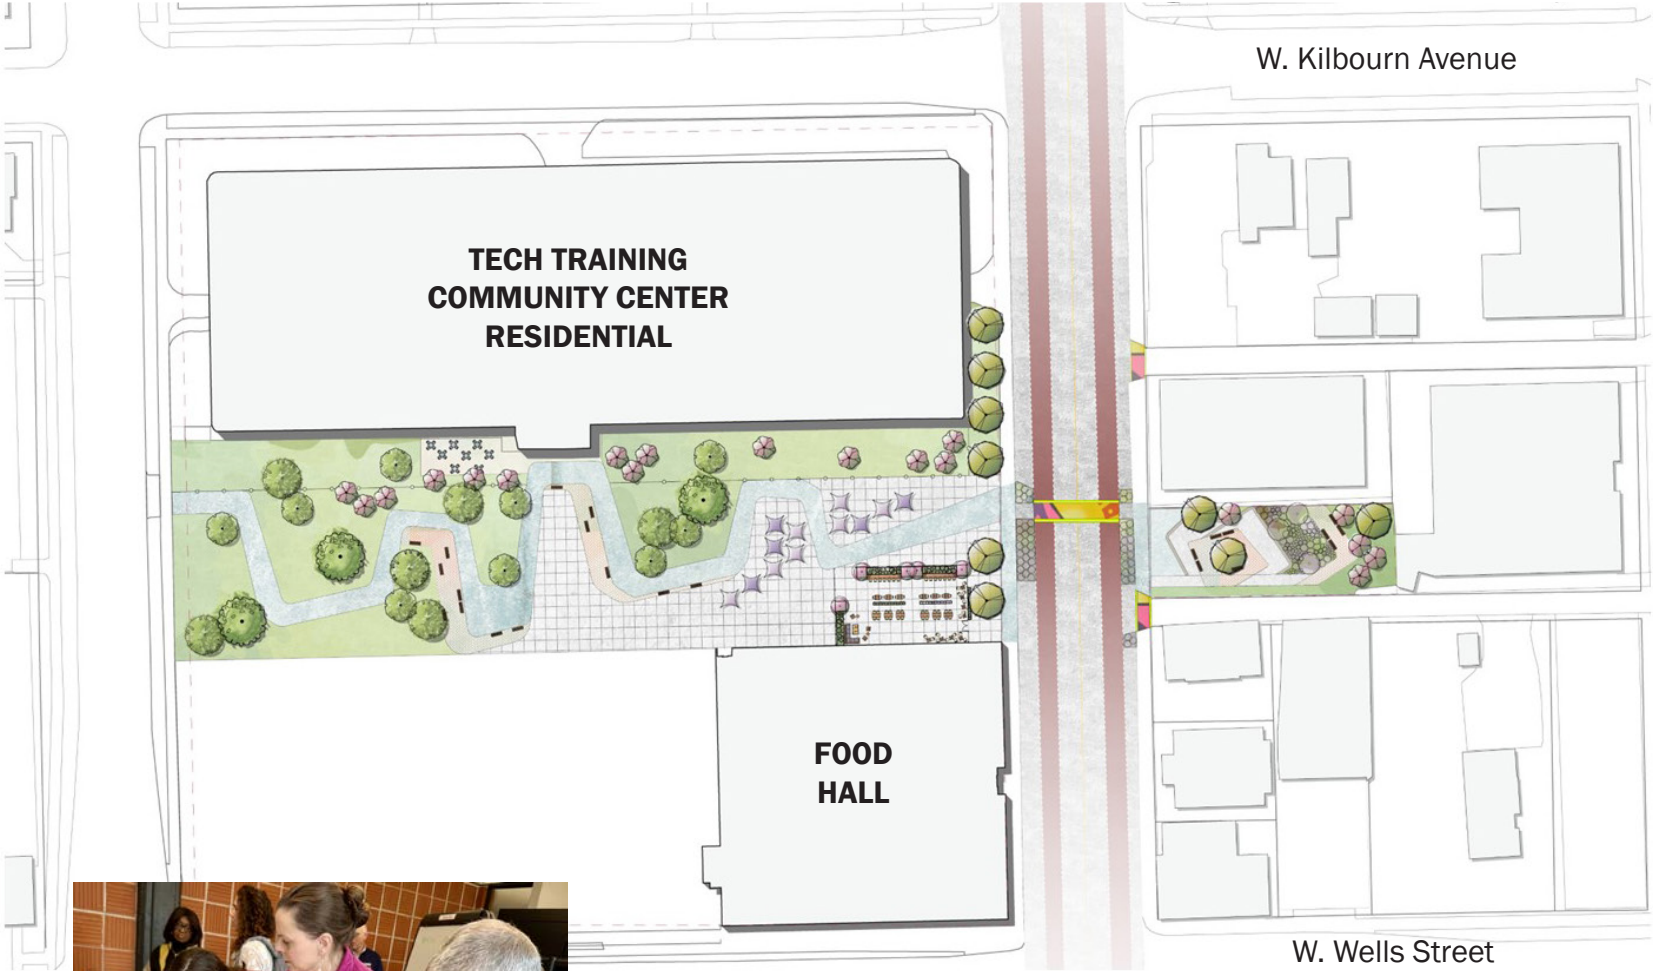 W. Kilbourn Avenue
TECH TRAINING
COMMUNITY CENTER
RESIDENTIAL
FOOD
HALL
W. Wells Street